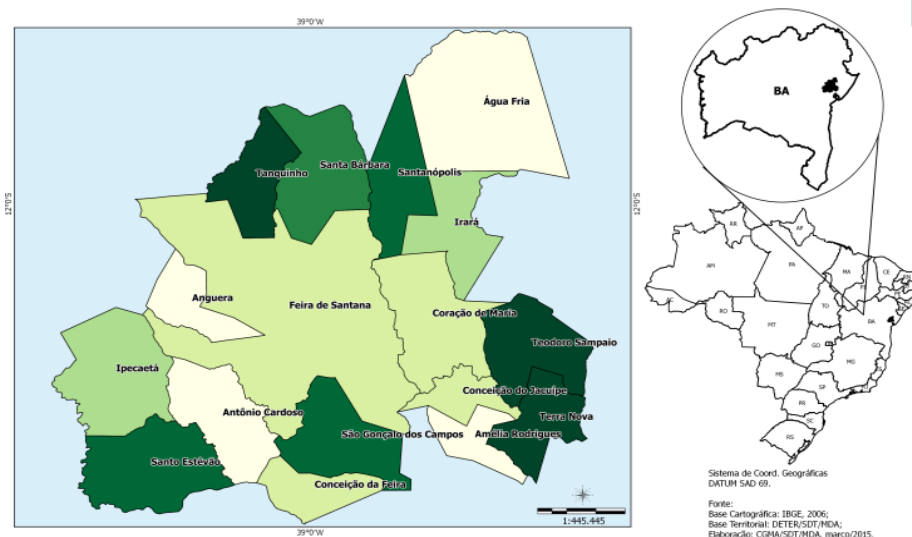 39°0'W
12°0'S
12°0'S
Água Fria
Santa Bárbara
Tanquinho
Santanópolis
Irará
Anguera
Feira de Santana
Coração de Maria
Teodoro Sampaio
Ipecaetá
Conceição do Jacuípe
Antônio Cardoso
Terra Nova
São Gonçalo dos Campos
Amélia Rodrigues
Santo Estêvão
Conceição da Feira
1:445.445
39°0'W
BA
RR
AP
AM
PA
MA
CE
RN
AC
TO
RO
BA
MT
GO
MG
MS
SP
PR
SC
RS
Sistema de Coord. Geográficas
DATUM SAD 69.
Fonte:
Base Cartográfica: IBGE, 2006;
Base Territorial: DETER/SDT/MDA;
Elaboração: CGMA/SDT/MDA, março/2015.